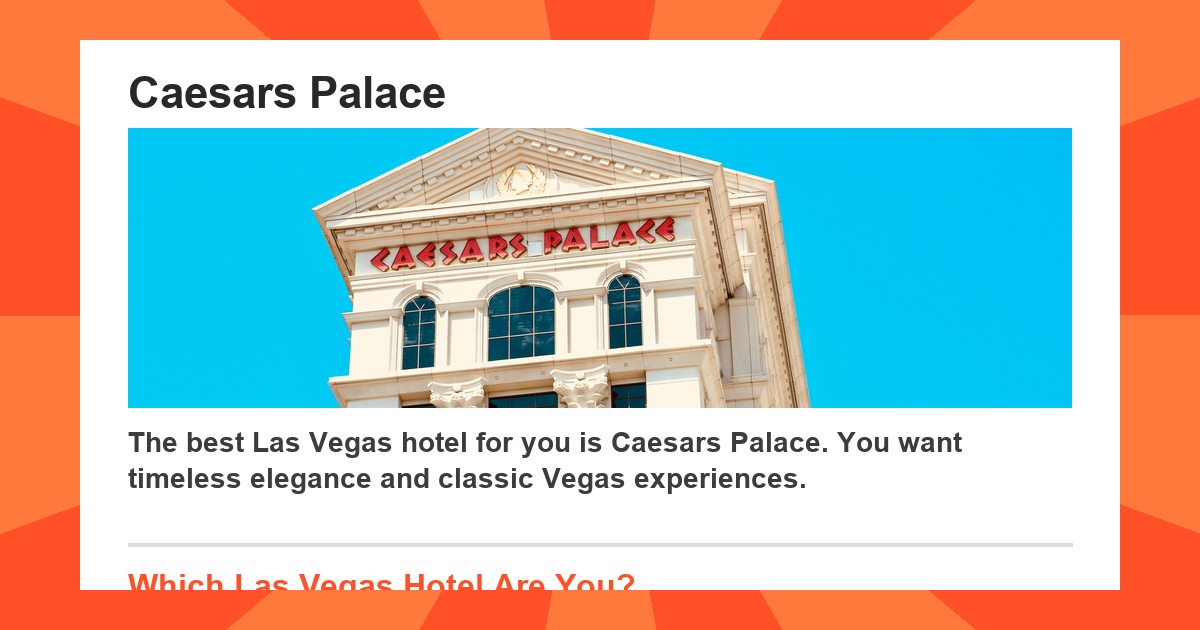 Caesars Palace
CAESARS PALACE
The best Las Vegas hotel for you is Caesars Palace. You want
timeless elegance and classic Vegas experiences.
Which Las Vegas Hotel Are You?